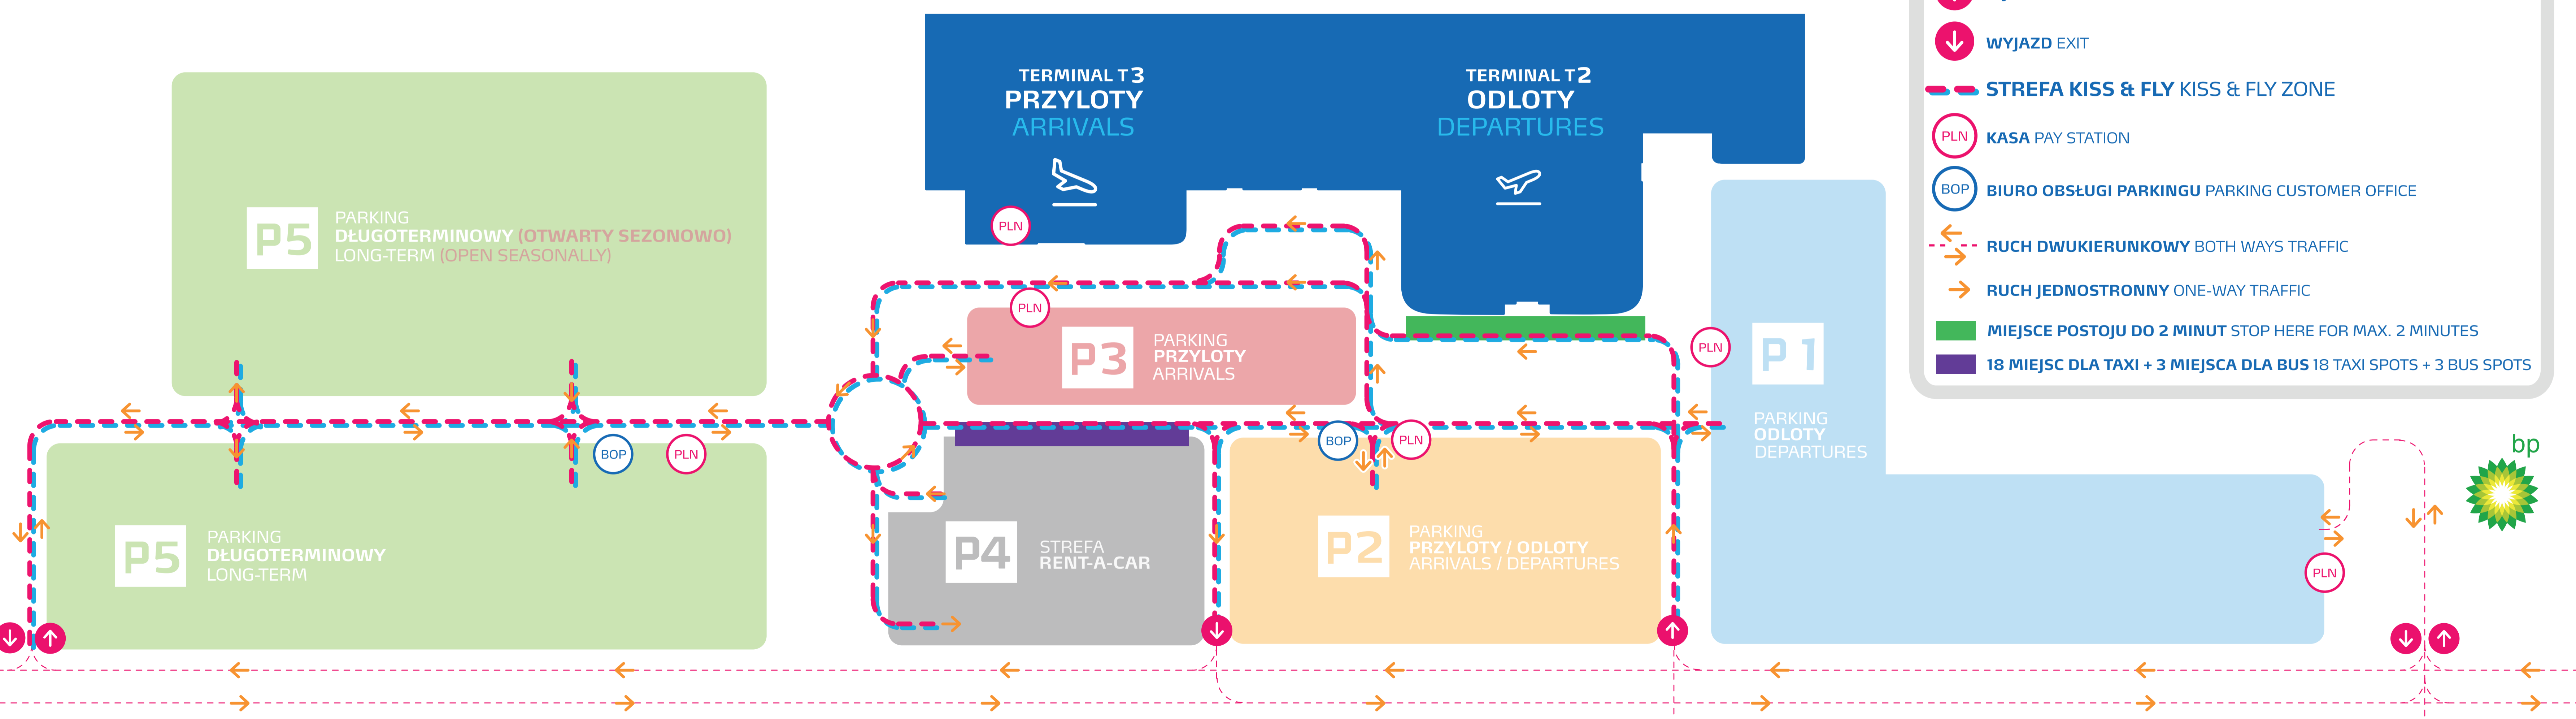 TERMINAL T3
PRZYLOTY
ARRIVALS
TERMINAL T2
ODLOTY
DEPARTURES
WYJAZD EXIT
STREFA KISS & FLY KISS & FLY ZONE
PLN KASA PAY STATION
BOP BIURO OBSŁUGI PARKINGU PARKING CUSTOMER OFFICE
RUCH DWUKIERUNKOWY BOTH WAYS TRAFFIC
RUCH JEDNOSTRONNY ONE-WAY TRAFFIC
MIEJSCE POSTOJU DO 2 MINUT STOP HERE FOR MAX. 2 MINUTES
18 MIEJSC DLA TAXI + 3 MIEJSCA DLA BUS 18 TAXI SPOTS + 3 BUS SPOTS
P5
PARKING
DŁUGOTERMINOWY (OTWARTY SEZONOWO)
LONG-TERM (OPEN SEASONALLY)
PLN
PLN
P3
PARKING
PRZYLOTY
ARRIVALS
PLN
P1
PARKING
ODLOTY
DEPARTURES
BOP
PLN
BOP
PLN
bp
P5
PARKING
DŁUGOTERMINOWY
LONG-TERM
P4
STREFA
RENT-A-CAR
P2
PARKING
PRZYLOTY / ODLOTY
ARRIVALS / DEPARTURES
PLN